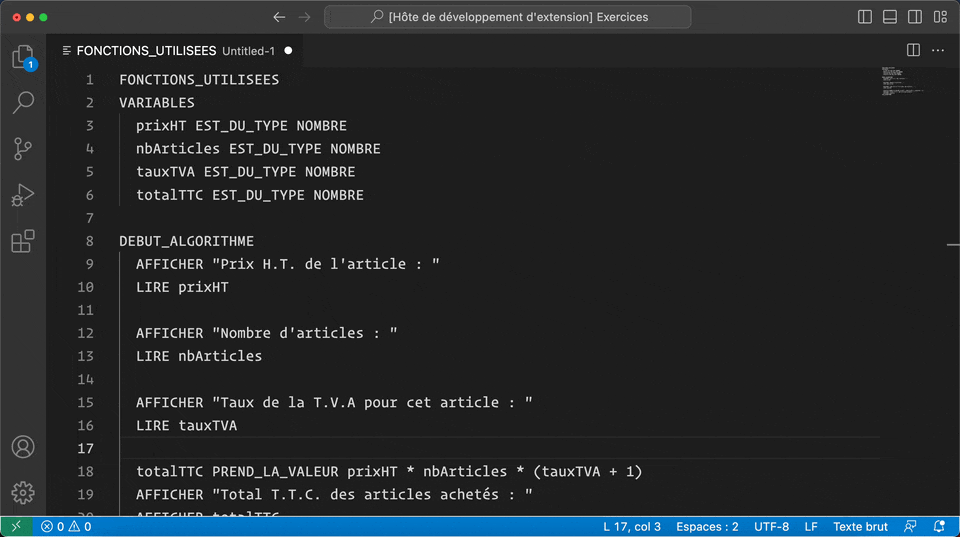 [Hôte de développement d'extension] Exercices
FONCTIONS_UTILISEES Untitled-1
1
1 FONCTIONS_UTILISEES
2 VARIABLES
3 prixHT EST_DU_TYPE NOMBRE
4 nbArticles EST_DU_TYPE NOMBRE
5 tauxTVA EST_DU_TYPE NOMBRE
6 totalTTC EST_DU_TYPE NOMBRE
7
8 DEBUT_ALGORITHME
9 AFFICHER "Prix H.T. de l'article : "
10 LIRE prixHT
11
12 AFFICHER "Nombre d'articles : "
13 LIRE nbArticles
14
15 AFFICHER "Taux de la T.V.A pour cet article : "
16 LIRE tauxTVA
17
18 totalTTC PREND_LA_VALEUR prixHT * nbArticles * (tauxTVA + 1)
19 AFFICHER "Total T.T.C. des articles achetés : "
20 AFFICHER totalTTC
0 0 L 17, col 3 Espaces : 2 UTF-8 LF Texte brut